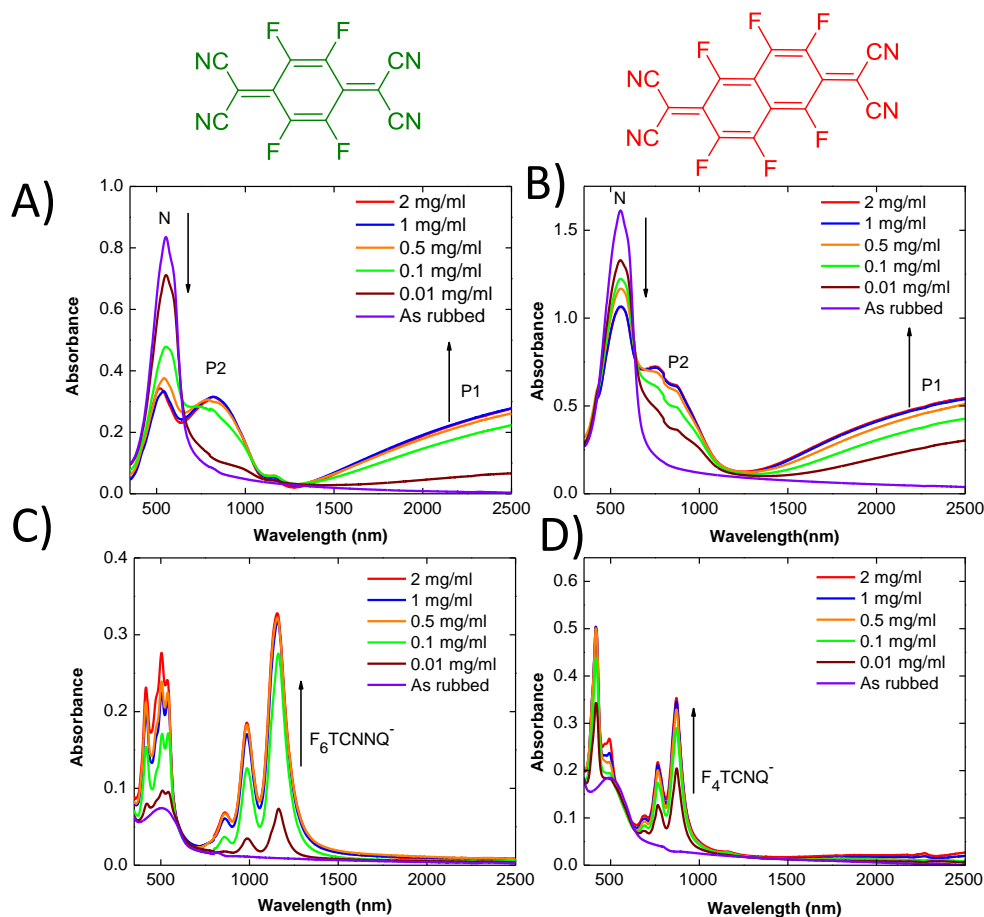 F F
NC CN
NC CN
F F
F F F
NC CN
NC CN
F F F
A)
1.0
0.8
0.6
0.4
0.2
0.0
500 1000 1500 2000 2500
Absorbance
Wavelength (nm)
N
P2
P1
2 mg/ml
1 mg/ml
0.5 mg/ml
0.1 mg/ml
0.01 mg/ml
As rubbed
B)
1.5
1.0
0.5
0.0
500 1000 1500 2000 2500
Absorbance
Wavelength(nm)
N
P2
P1
2 mg/ml
1 mg/ml
0.5 mg/ml
0.1 mg/ml
0.01 mg/ml
As rubbed
C)
0.4
0.3
0.2
0.1
0.0
500 1000 1500 2000 2500
Absorbance
Wavelength (nm)
2 mg/ml
1 mg/ml
0.5 mg/ml
0.1 mg/ml
0.01 mg/ml
As rubbed
F₆TCNNQ⁻
D)
0.6
0.5
0.4
0.3
0.2
0.1
0.0
500 1000 1500 2000 2500
Absorbance
Wavelength (nm)
2 mg/ml
1 mg/ml
0.5 mg/ml
0.1 mg/ml
0.01 mg/ml
As rubbed
F₄TCNQ⁻